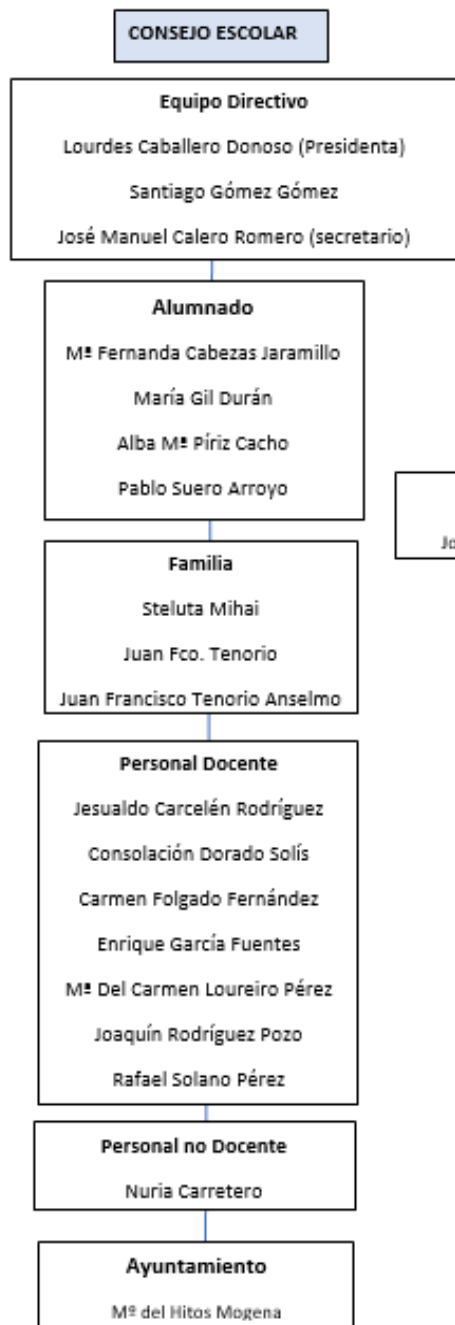 CONSEJO ESCOLAR
Equipo Directivo
Lourdes Caballero Donoso (Presidenta)
Santiago Gómez Gómez
José Manuel Calero Romero (secretario)
Alumnado
Mª Fernanda Cabezas Jaramillo
María Gil Durán
Alba Mª Píriz Cacho
Pablo Suero Arroyo
Familia
Steluta Mihai
Juan Fco. Tenorio
Juan Francisco Tenorio Anselmo
Personal Docente
Jesualdo Carcelén Rodríguez
Consolación Dorado Solís
Carmen Folgado Fernández
Enrique García Fuentes
Mª Del Carmen Loureiro Pérez
Joaquín Rodríguez Pozo
Rafael Solano Pérez
Personal no Docente
Nuria Carretero
Ayuntamiento
Mº del Hitos Mogena